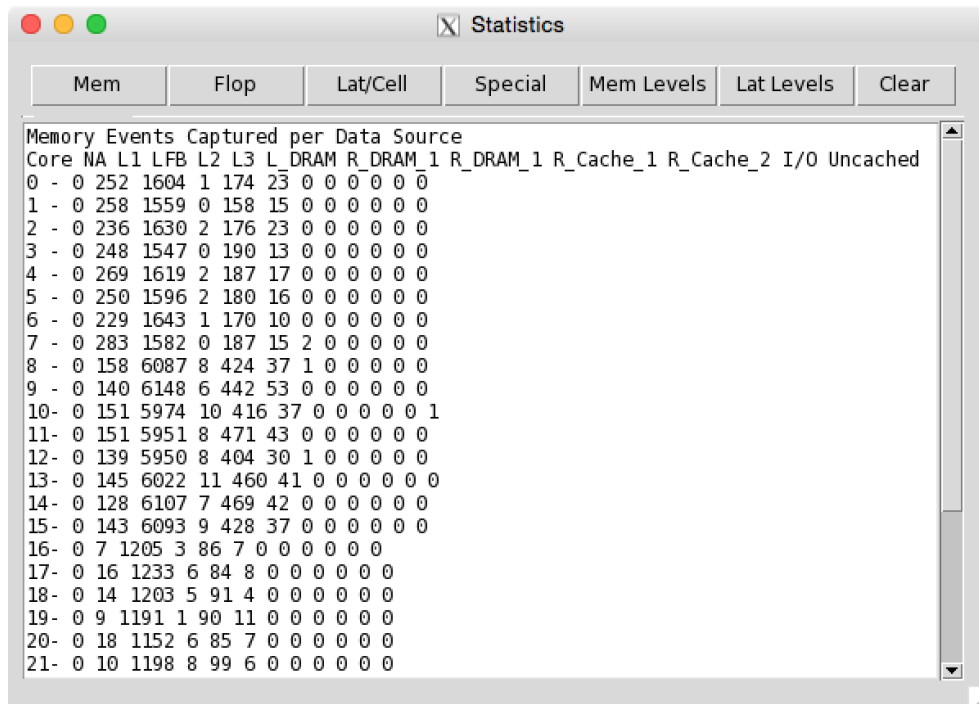 Statistics
Mem Flop Lat/Cell Special Mem Levels Lat Levels Clear
Memory Events Captured per Data Source
Core NA L1 LFB L2 L3 L_DRAM R_DRAM_1 R_DRAM_1 R_Cache_1 R_Cache_2 I/O Uncached
0 - 0 252 1604 1 174 23 0 0 0 0 0 0
1 - 0 258 1559 0 158 15 0 0 0 0 0 0
2 - 0 236 1630 2 176 23 0 0 0 0 0 0
3 - 0 248 1547 0 190 13 0 0 0 0 0 0
4 - 0 269 1619 2 187 17 0 0 0 0 0 0
5 - 0 250 1596 2 180 16 0 0 0 0 0 0
6 - 0 229 1643 1 170 10 0 0 0 0 0 0
7 - 0 283 1582 0 187 15 2 0 0 0 0 0
8 - 0 158 6087 8 424 37 1 0 0 0 0 0
9 - 0 140 6148 6 442 53 0 0 0 0 0 0
10- 0 151 5974 10 416 37 0 0 0 0 0 1
11- 0 151 5951 8 471 43 0 0 0 0 0 0
12- 0 139 5950 8 404 30 1 0 0 0 0 0
13- 0 145 6022 11 460 41 0 0 0 0 0 0
14- 0 128 6107 7 469 42 0 0 0 0 0 0
15- 0 143 6093 9 428 37 0 0 0 0 0 0
16- 0 7 1205 3 86 7 0 0 0 0 0 0
17- 0 16 1233 6 84 8 0 0 0 0 0 0
18- 0 14 1203 5 91 4 0 0 0 0 0 0
19- 0 9 1191 1 90 11 0 0 0 0 0 0
20- 0 18 1152 6 85 7 0 0 0 0 0 0
21- 0 10 1198 8 99 6 0 0 0 0 0 0